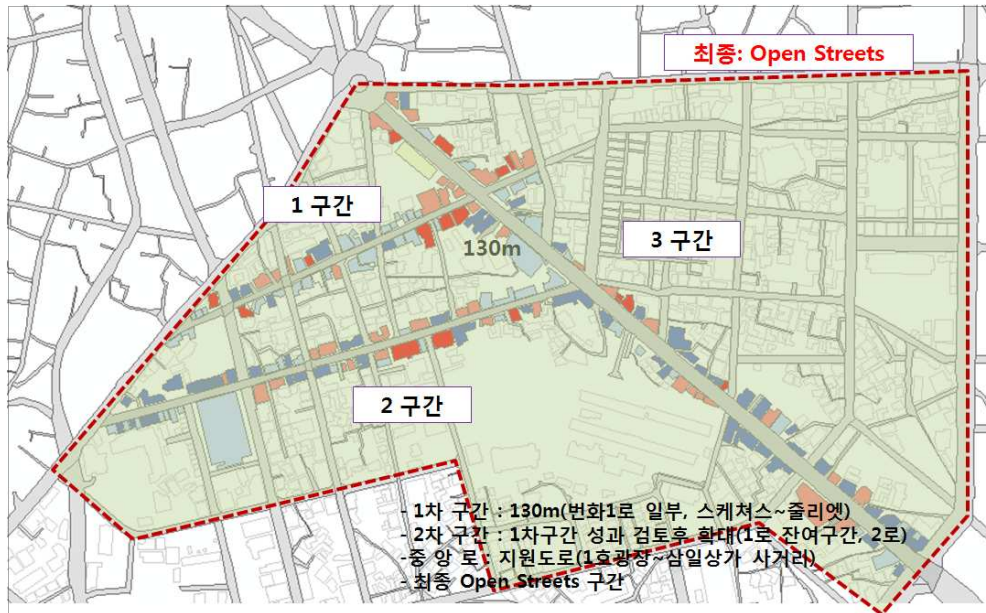 최종: Open Streets
1 구간
130m
3 구간
2 구간
- 1차 구간 : 130m(번화1로 일부, 스케쳐스~줄리엣)
- 2차 구간 : 1차구간 성과 검토후 확대(1로 잔여구간, 2로)
-중 앙 로 : 지원도로(1호광장~삼일상가 사거리)
- 최종 Open Streets 구간